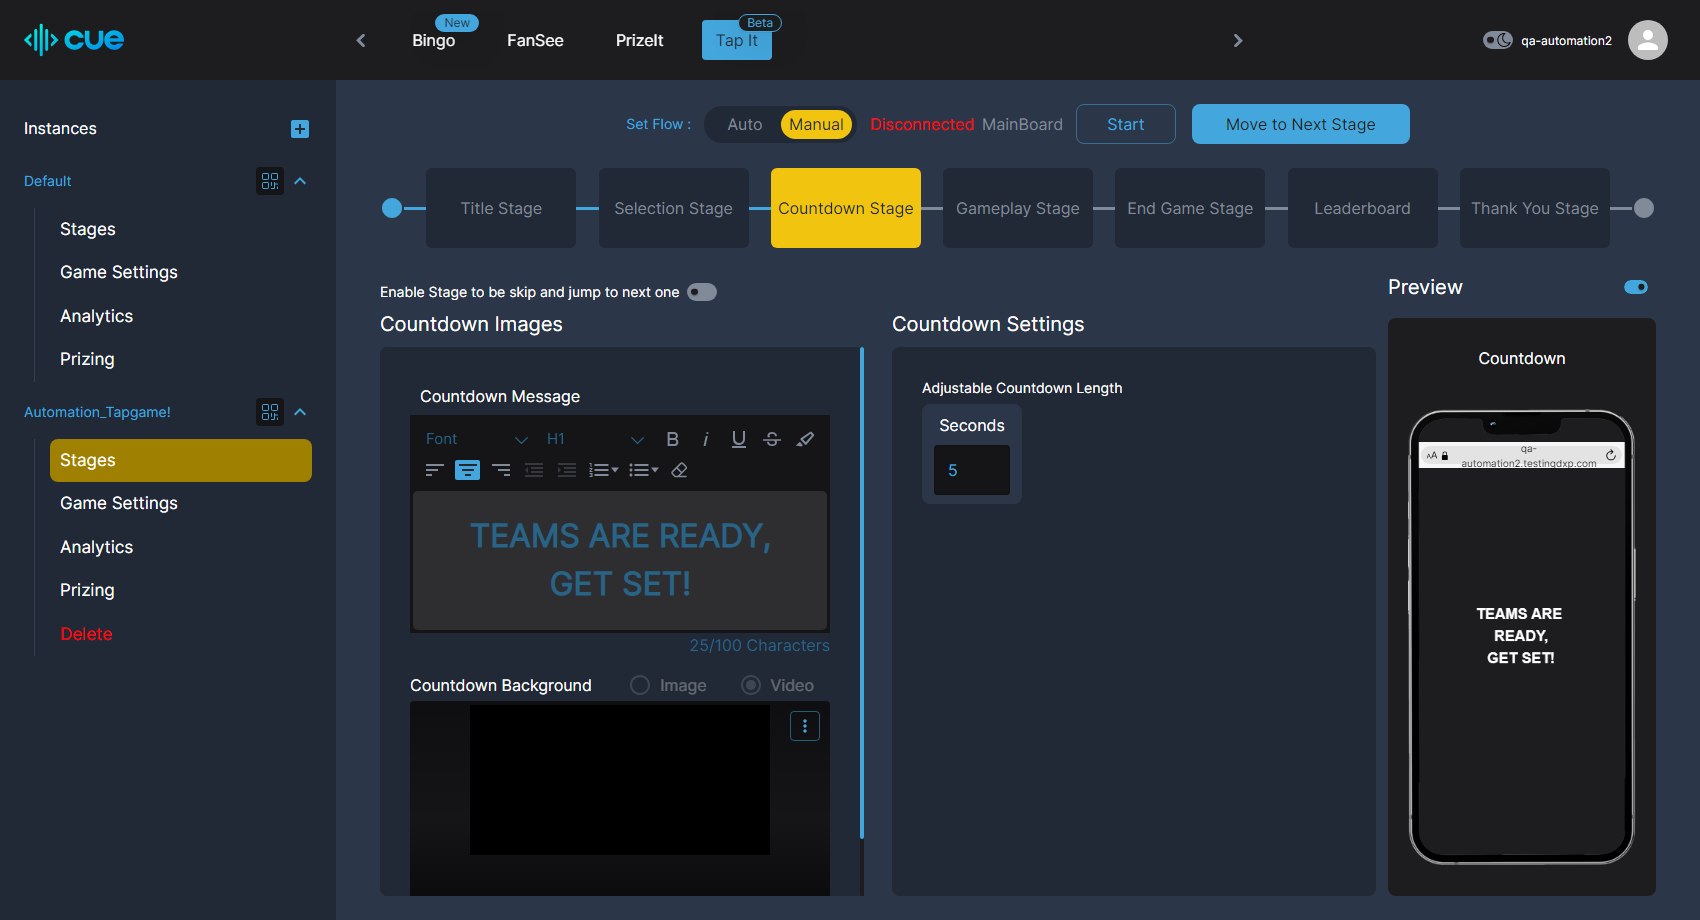 cue
New
Bingo
FanSee
PrizeIt
Beta
Tap It
qa-automation2
Instances
Default
Stages
Game Settings
Analytics
Prizing
Automation_Tapgame!
Stages
Game Settings
Analytics
Prizing
Delete
Set Flow :
Auto
Manual
Disconnected MainBoard
Start
Move to Next Stage
Title Stage
Selection Stage
Countdown Stage
Gameplay Stage
End Game Stage
Leaderboard
Thank You Stage
Enable Stage to be skip and jump to next one
Countdown Images
Countdown Message
Font
H1
B
i
U
S
TEAMS ARE READY,
GET SET!
25/100 Characters
Countdown Background
Image
Video
Countdown Settings
Adjustable Countdown Length
Seconds
5
Preview
Countdown
AA
qa-
automation2.testingdxp.com
TEAMS ARE
READY,
GET SET!